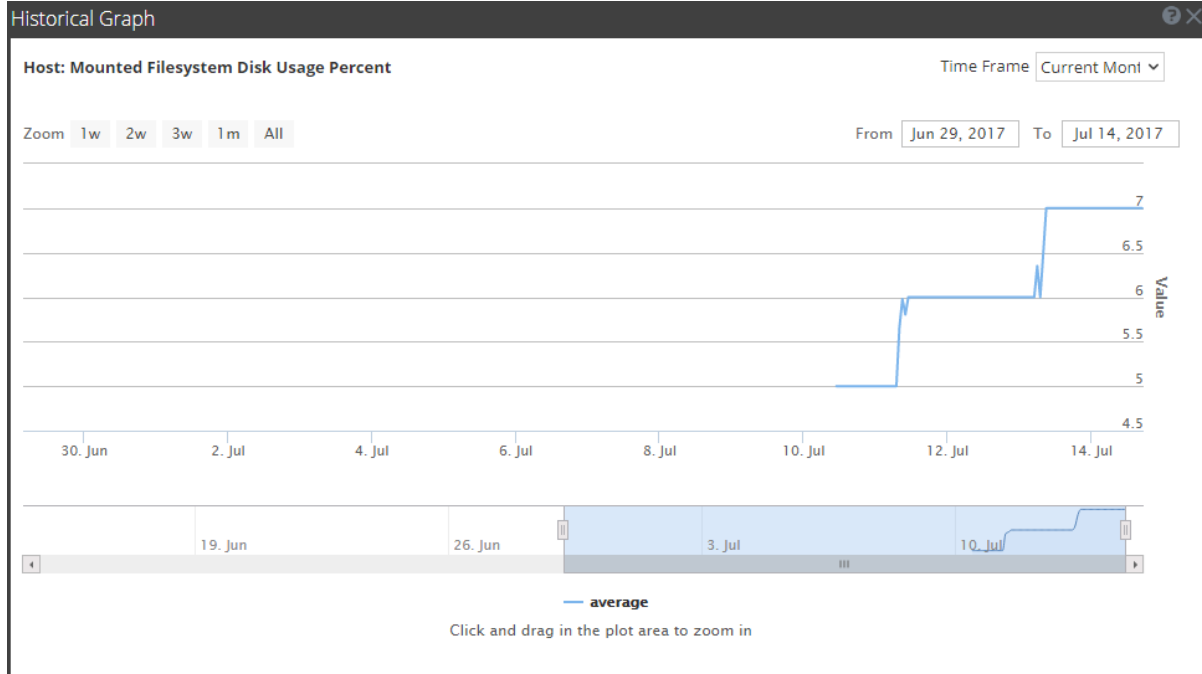 Historical Graph
Host: Mounted Filesystem Disk Usage Percent
Time Frame Current Mont
Zoom 1w 2w 3w 1m All
From Jun 29, 2017 To Jul 14, 2017
7
6.5
6
5.5
5
4.5
Value
30. Jun 2. Jul 4. Jul 6. Jul 8. Jul 10. Jul 12. Jul 14. Jul
19. Jun 26. Jun 3. Jul 10. Jul
average
Click and drag in the plot area to zoom in